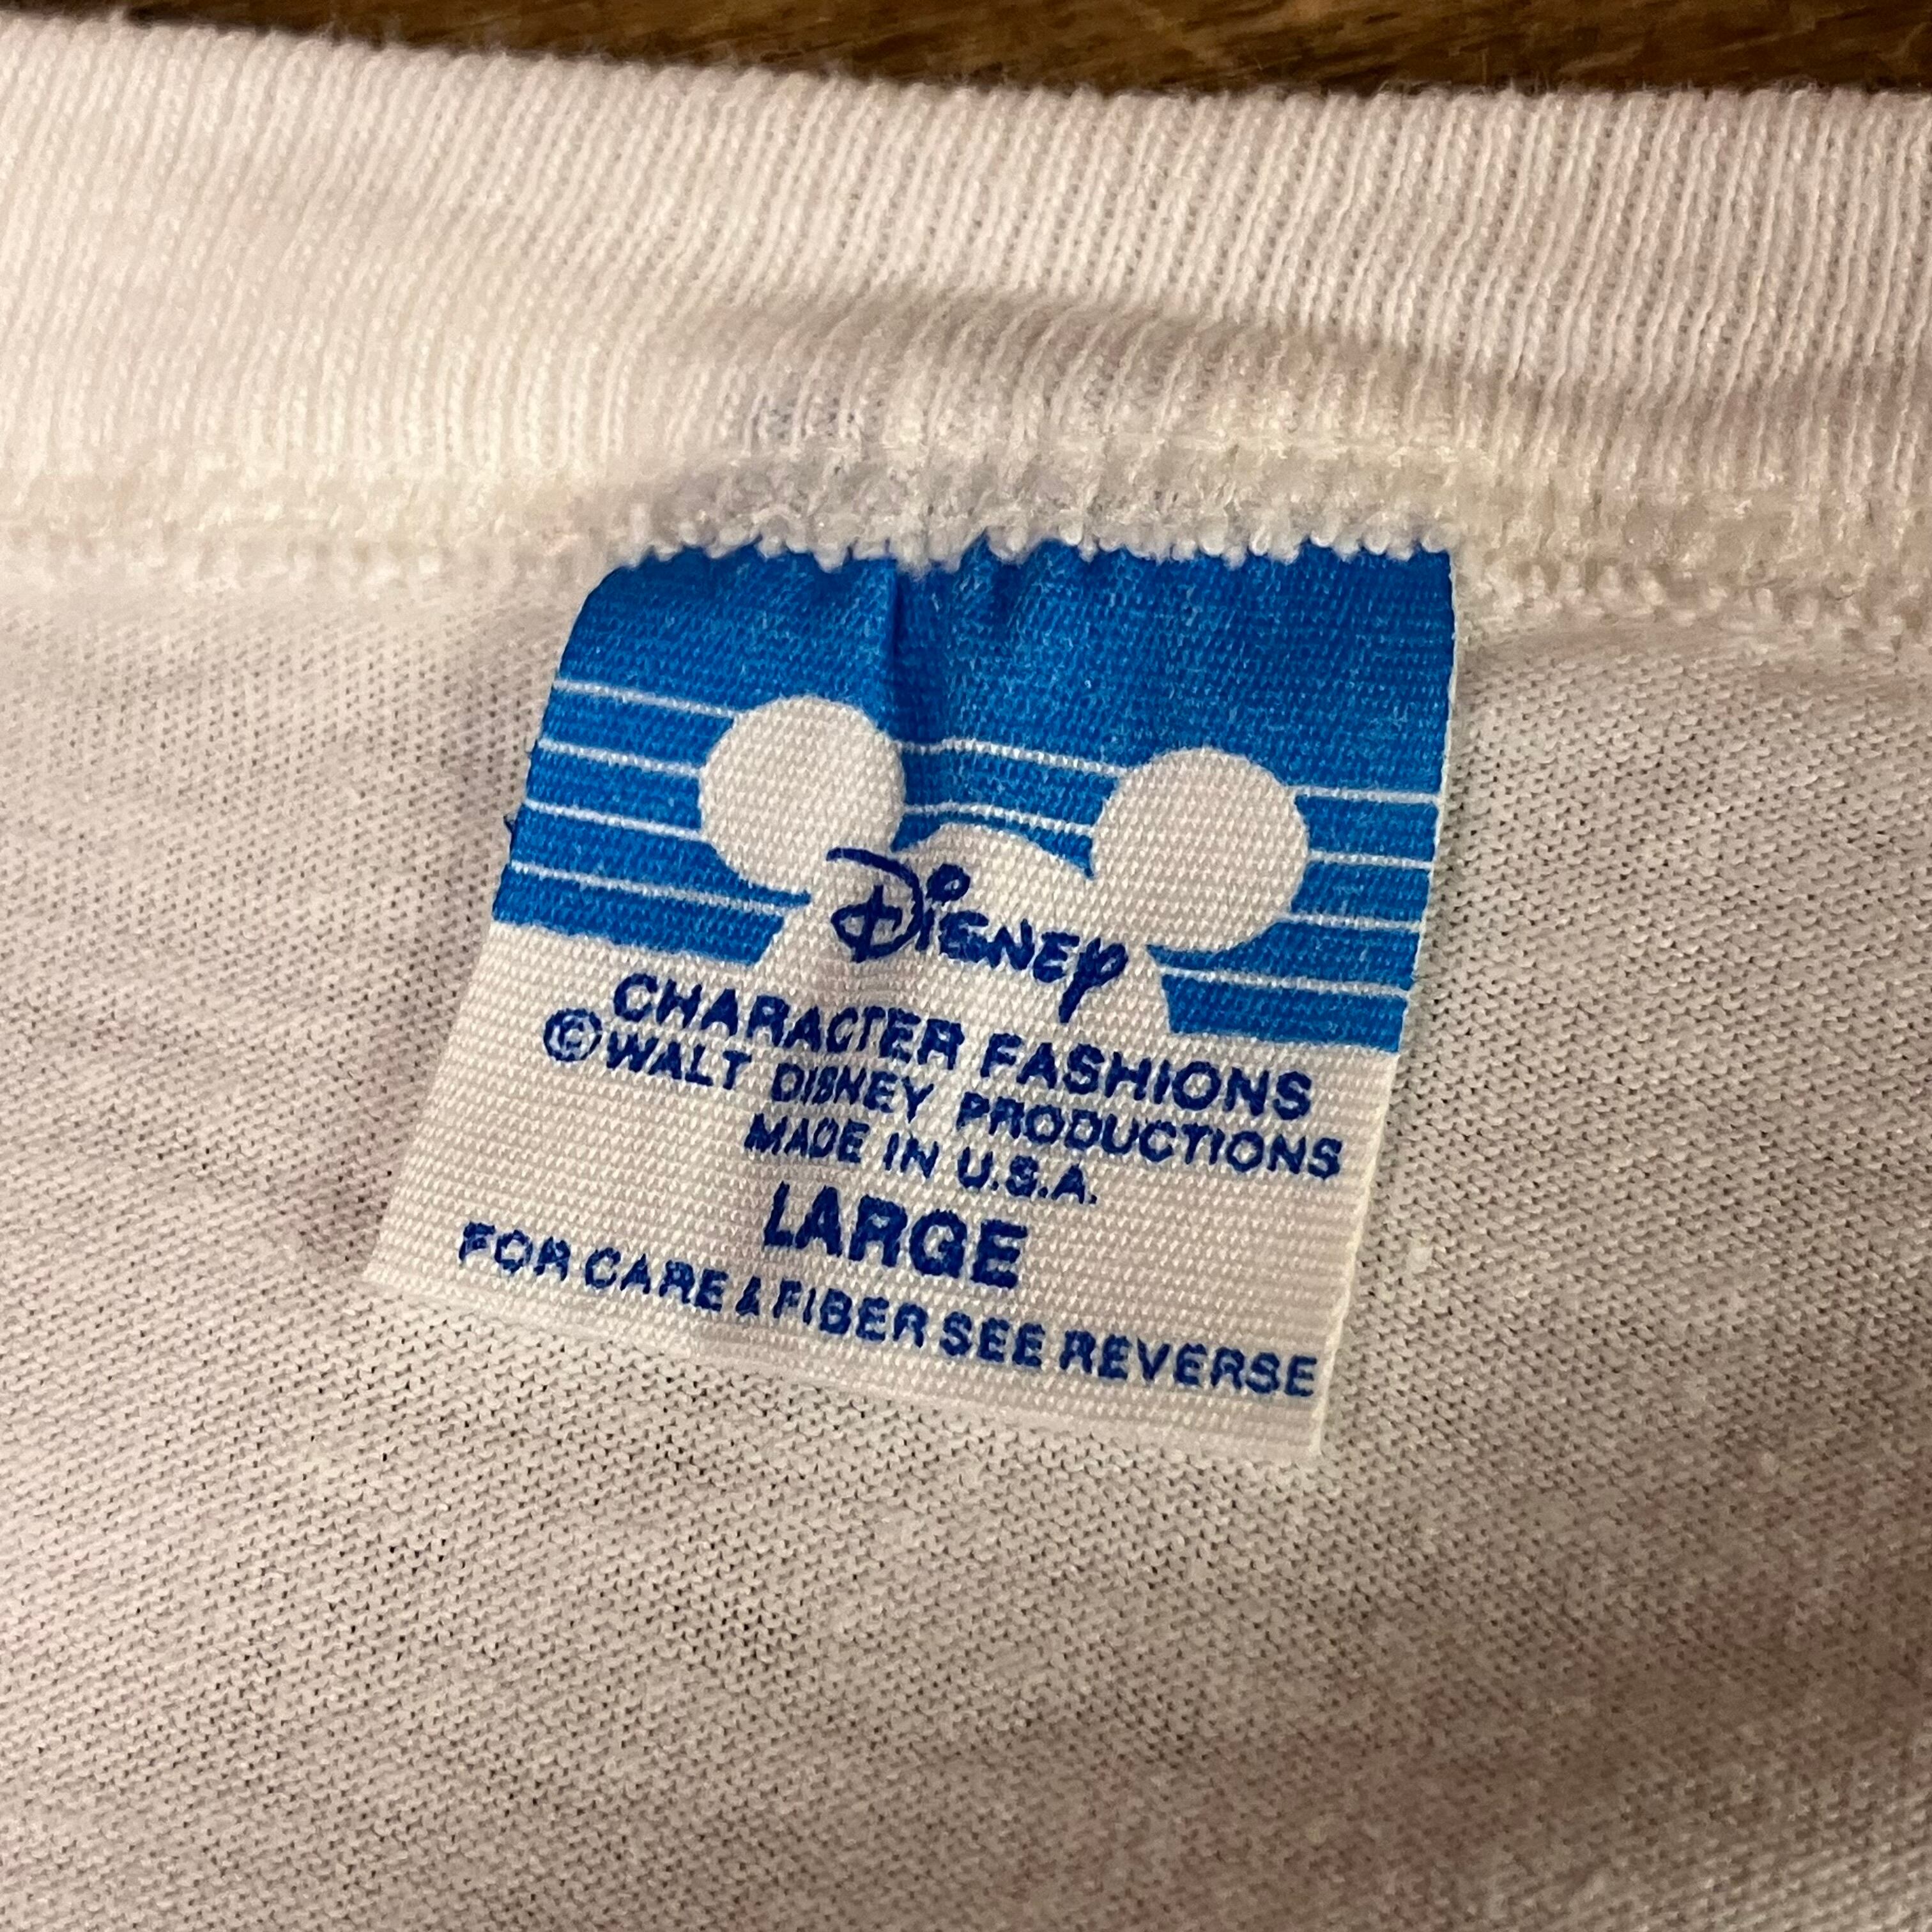 Disney
CHARACTER FASHIONS
©WALT DISNEY PRODUCTIONS
MADE IN U.S.A.
LARGE
FOR CARE & FIBER SEE REVERSE